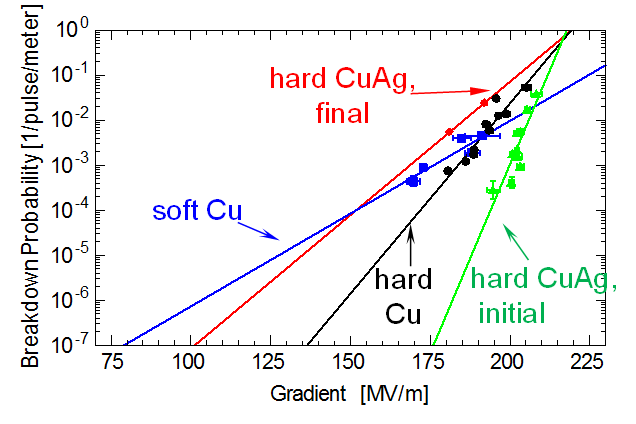 Breakdown Probability [1/pulse/meter]
10^0
10^-1
10^-2
10^-3
10^-4
10^-5
10^-6
10^-7
hard CuAg,
final
soft Cu
hard
Cu
hard CuAg,
initial
75 100 125 150 175 200 225
Gradient [MV/m]